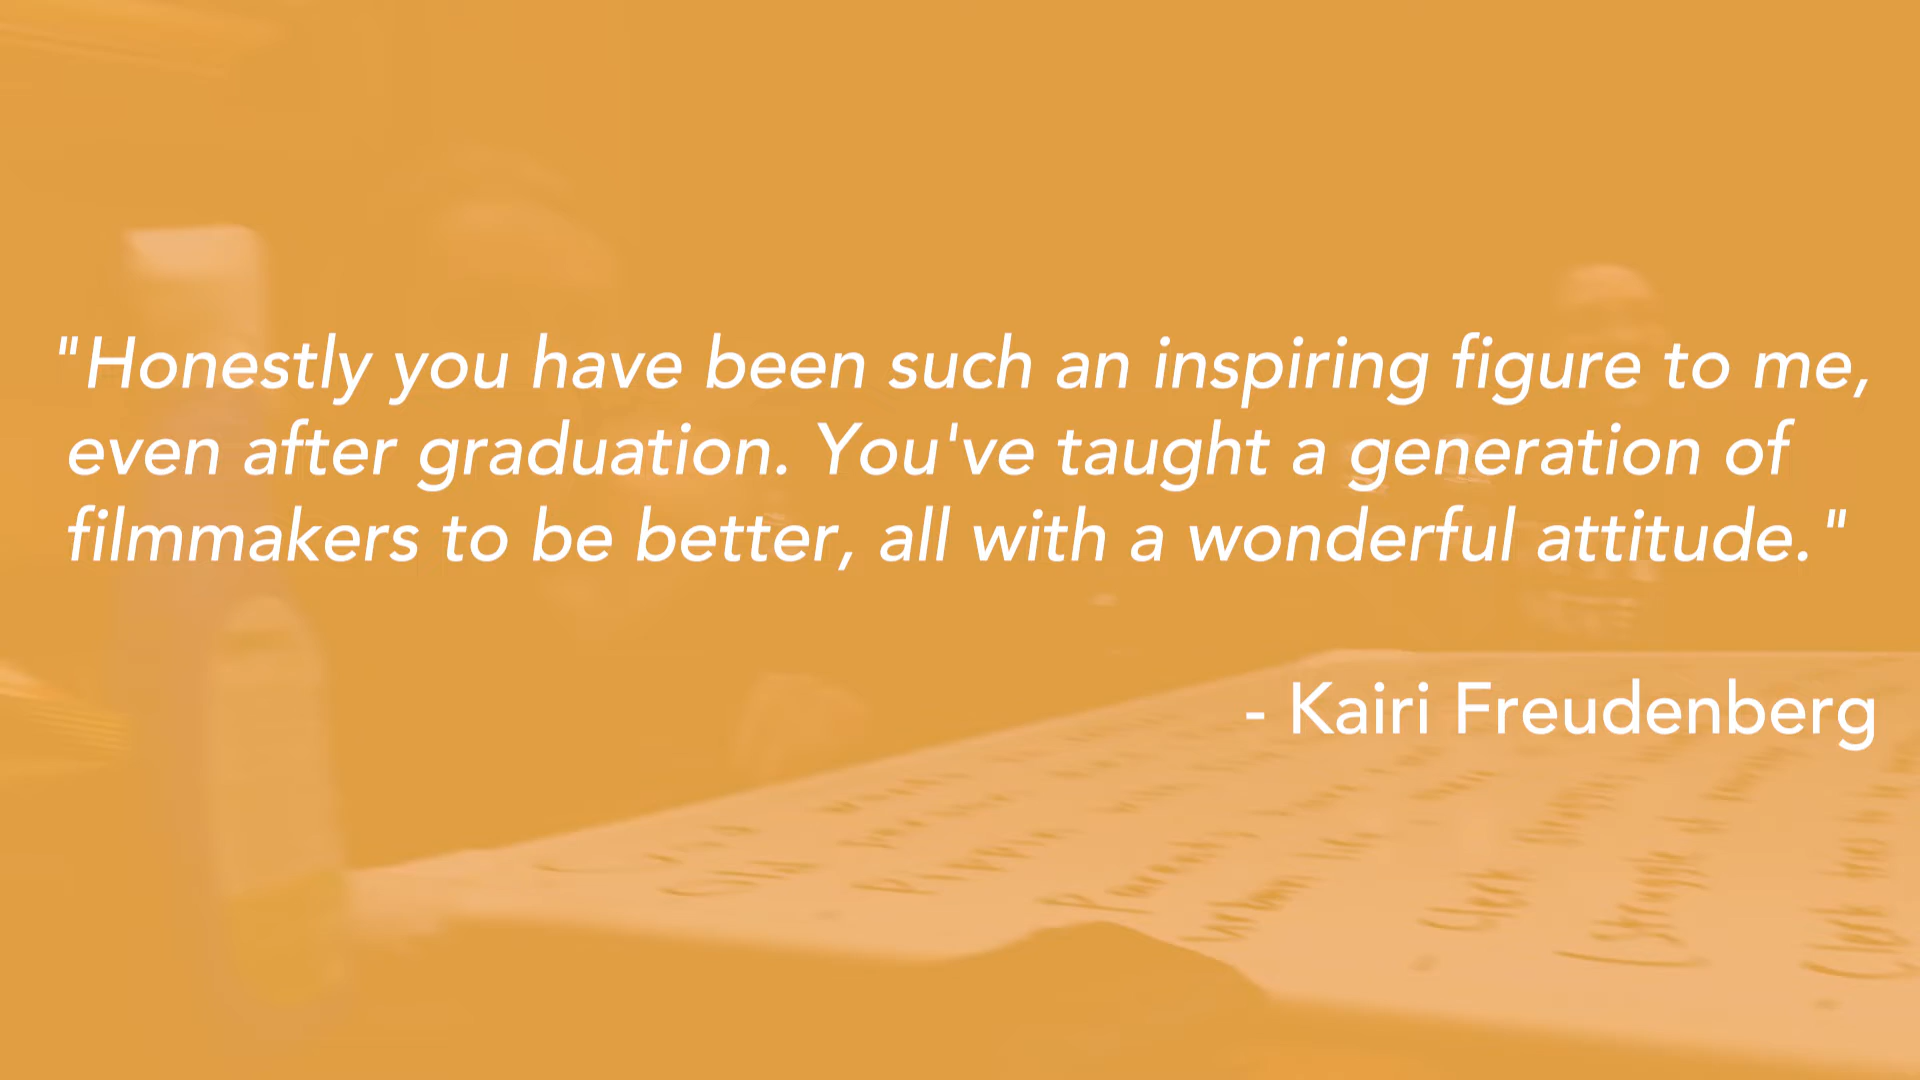 "Honestly you have been such an inspiring figure to me,
even after graduation. You've taught a generation of
filmmakers to be better, all with a wonderful attitude."
- Kairi Freudenberg